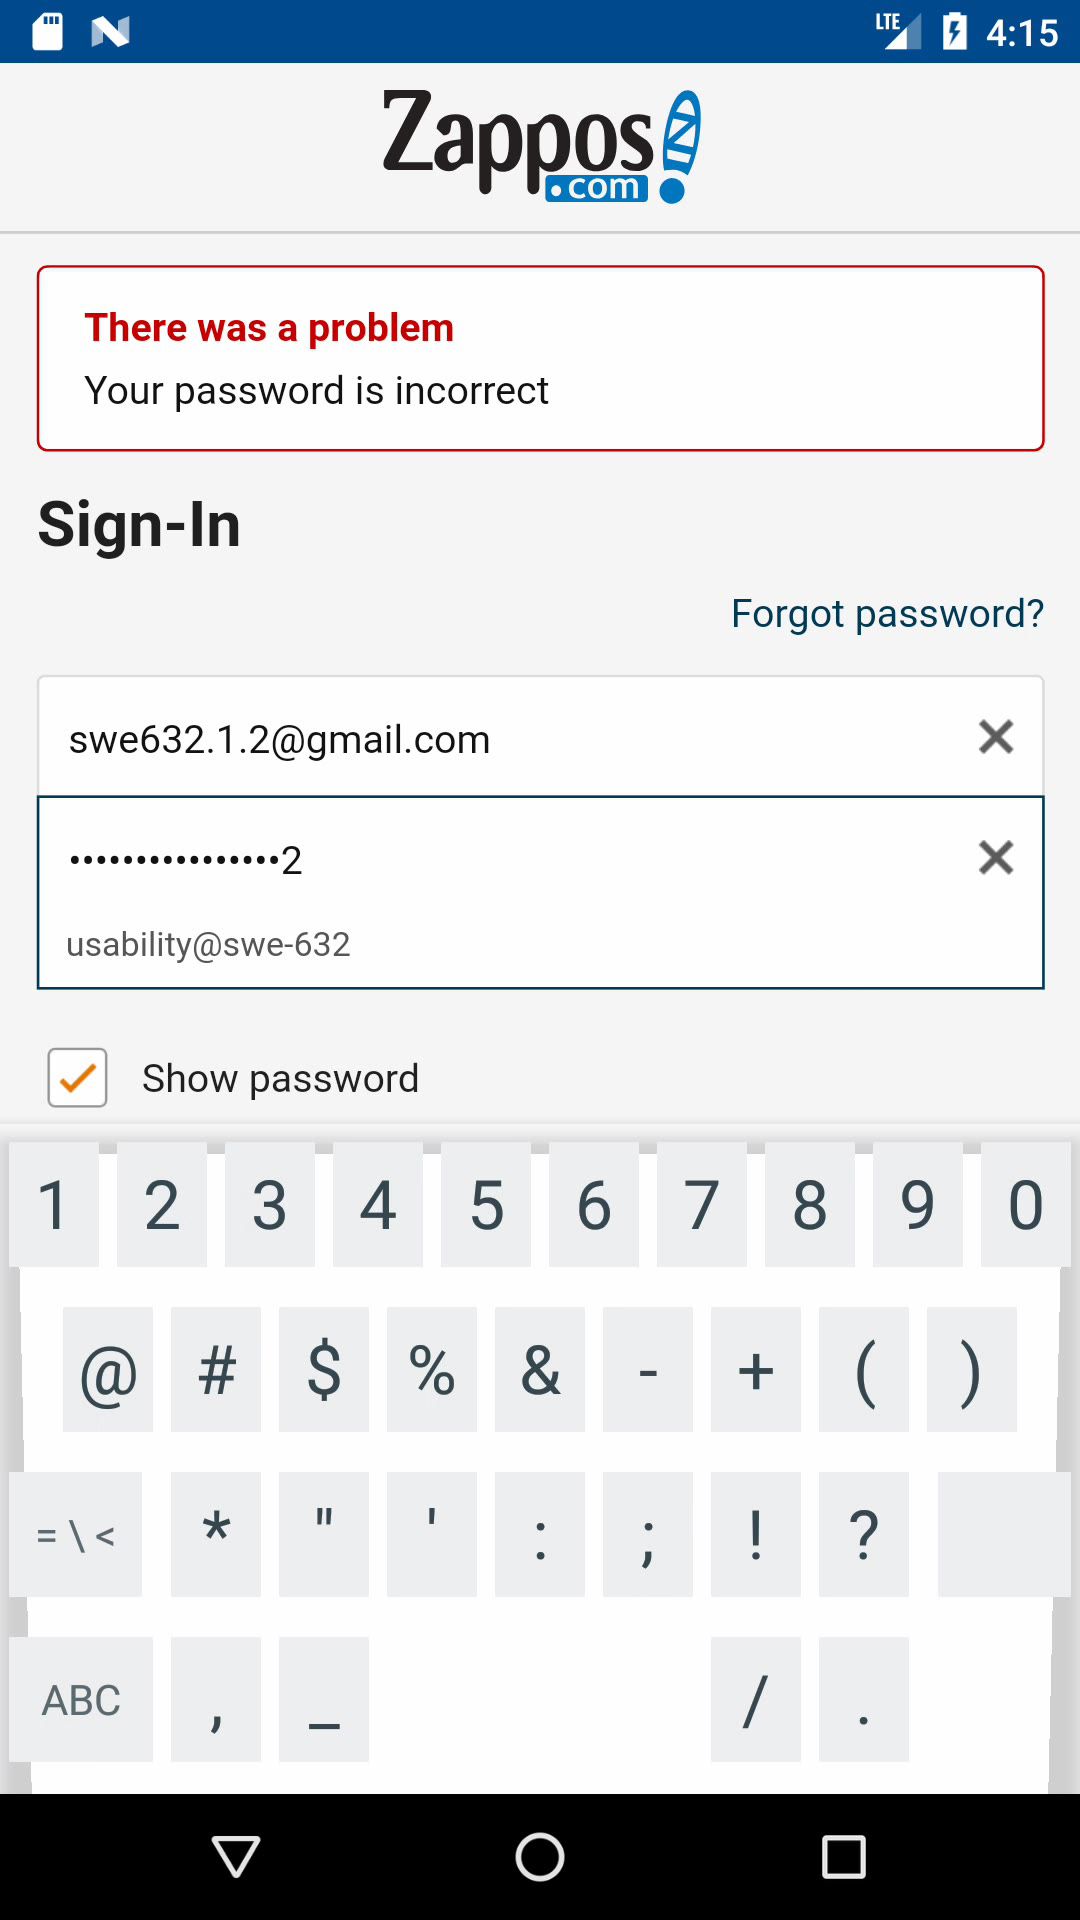 LTE 4:15
Zappos
.com
There was a problem
Your password is incorrect
Sign-In
Forgot password?
swe632.1.2@gmail.com
••••••••••••••••2
usability@swe-632
Show password
1 2 3 4 5 6 7 8 9 0
@ # $ % & - + ( )
= \ < * " ' : ; ! ?
ABC , _ / .